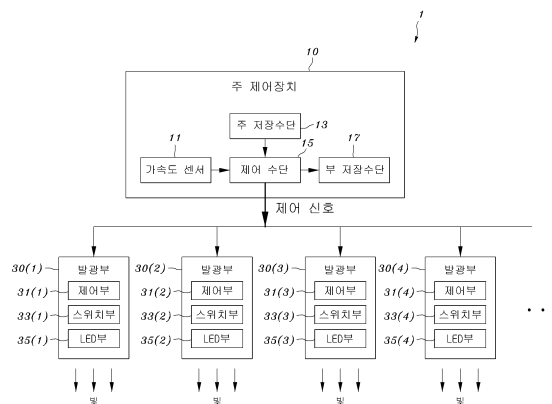 1
10
주 제어장치
주 저장수단
13
11
15
17
가속도 센서
제어 수단
부 저장수단
제어 신호
30(1) 발광부 30(2) 발광부 30(3) 발광부 30(4) 발광부
31(1) 제어부 31(2) 제어부 31(3) 제어부 31(4) 제어부
33(1) 스위치부 33(2) 스위치부 33(3) 스위치부 33(4) 스위치부
35(1) LED부 35(2) LED부 35(3) LED부 35(4) LED부
빛 빛 빛 빛